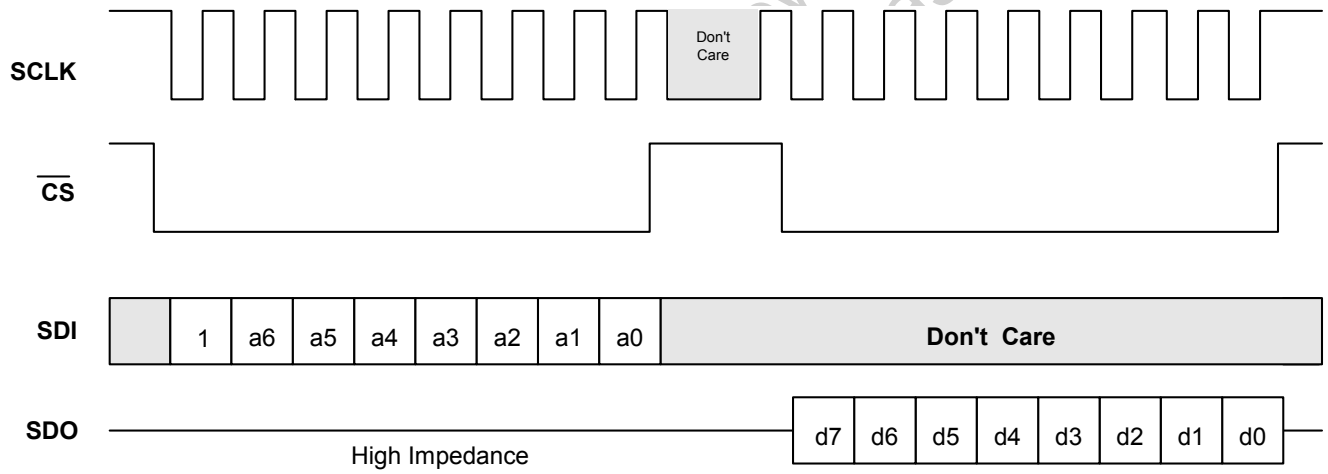 SCLK
Don't
Care
CS
SDI
1 a6 a5 a4 a3 a2 a1 a0
Don't Care
SDO
High Impedance
d7 d6 d5 d4 d3 d2 d1 d0